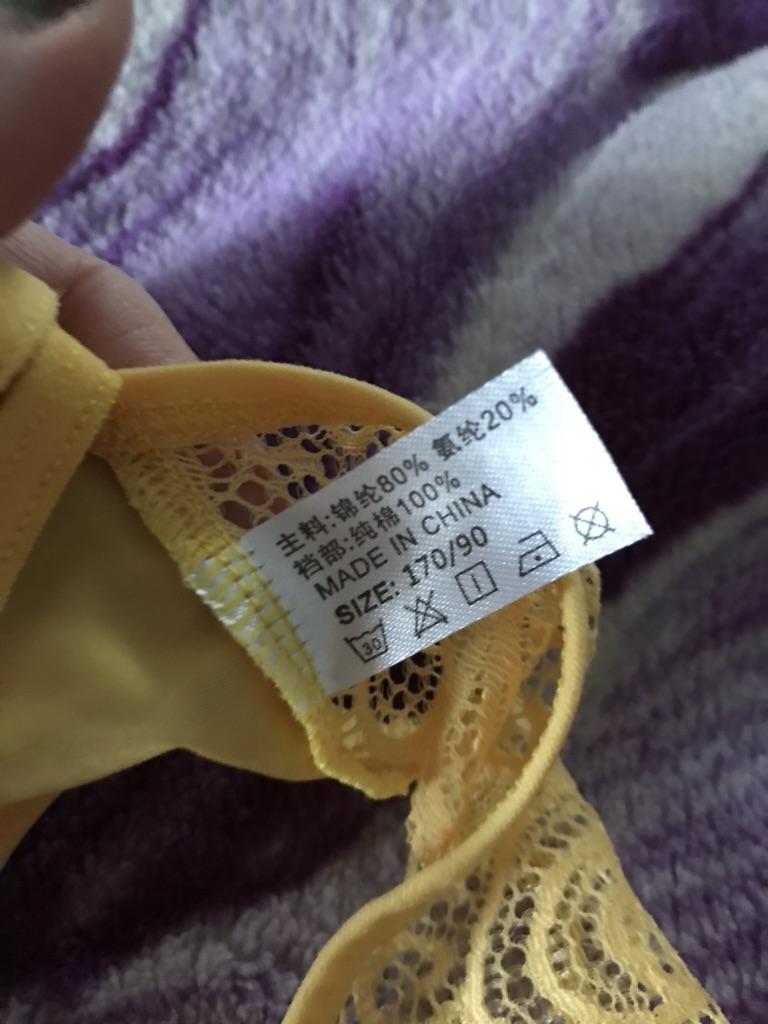 主料:锦纶80% 氨纶20%
裆部:纯棉100%
MADE IN CHINA
SIZE: 170/90
30